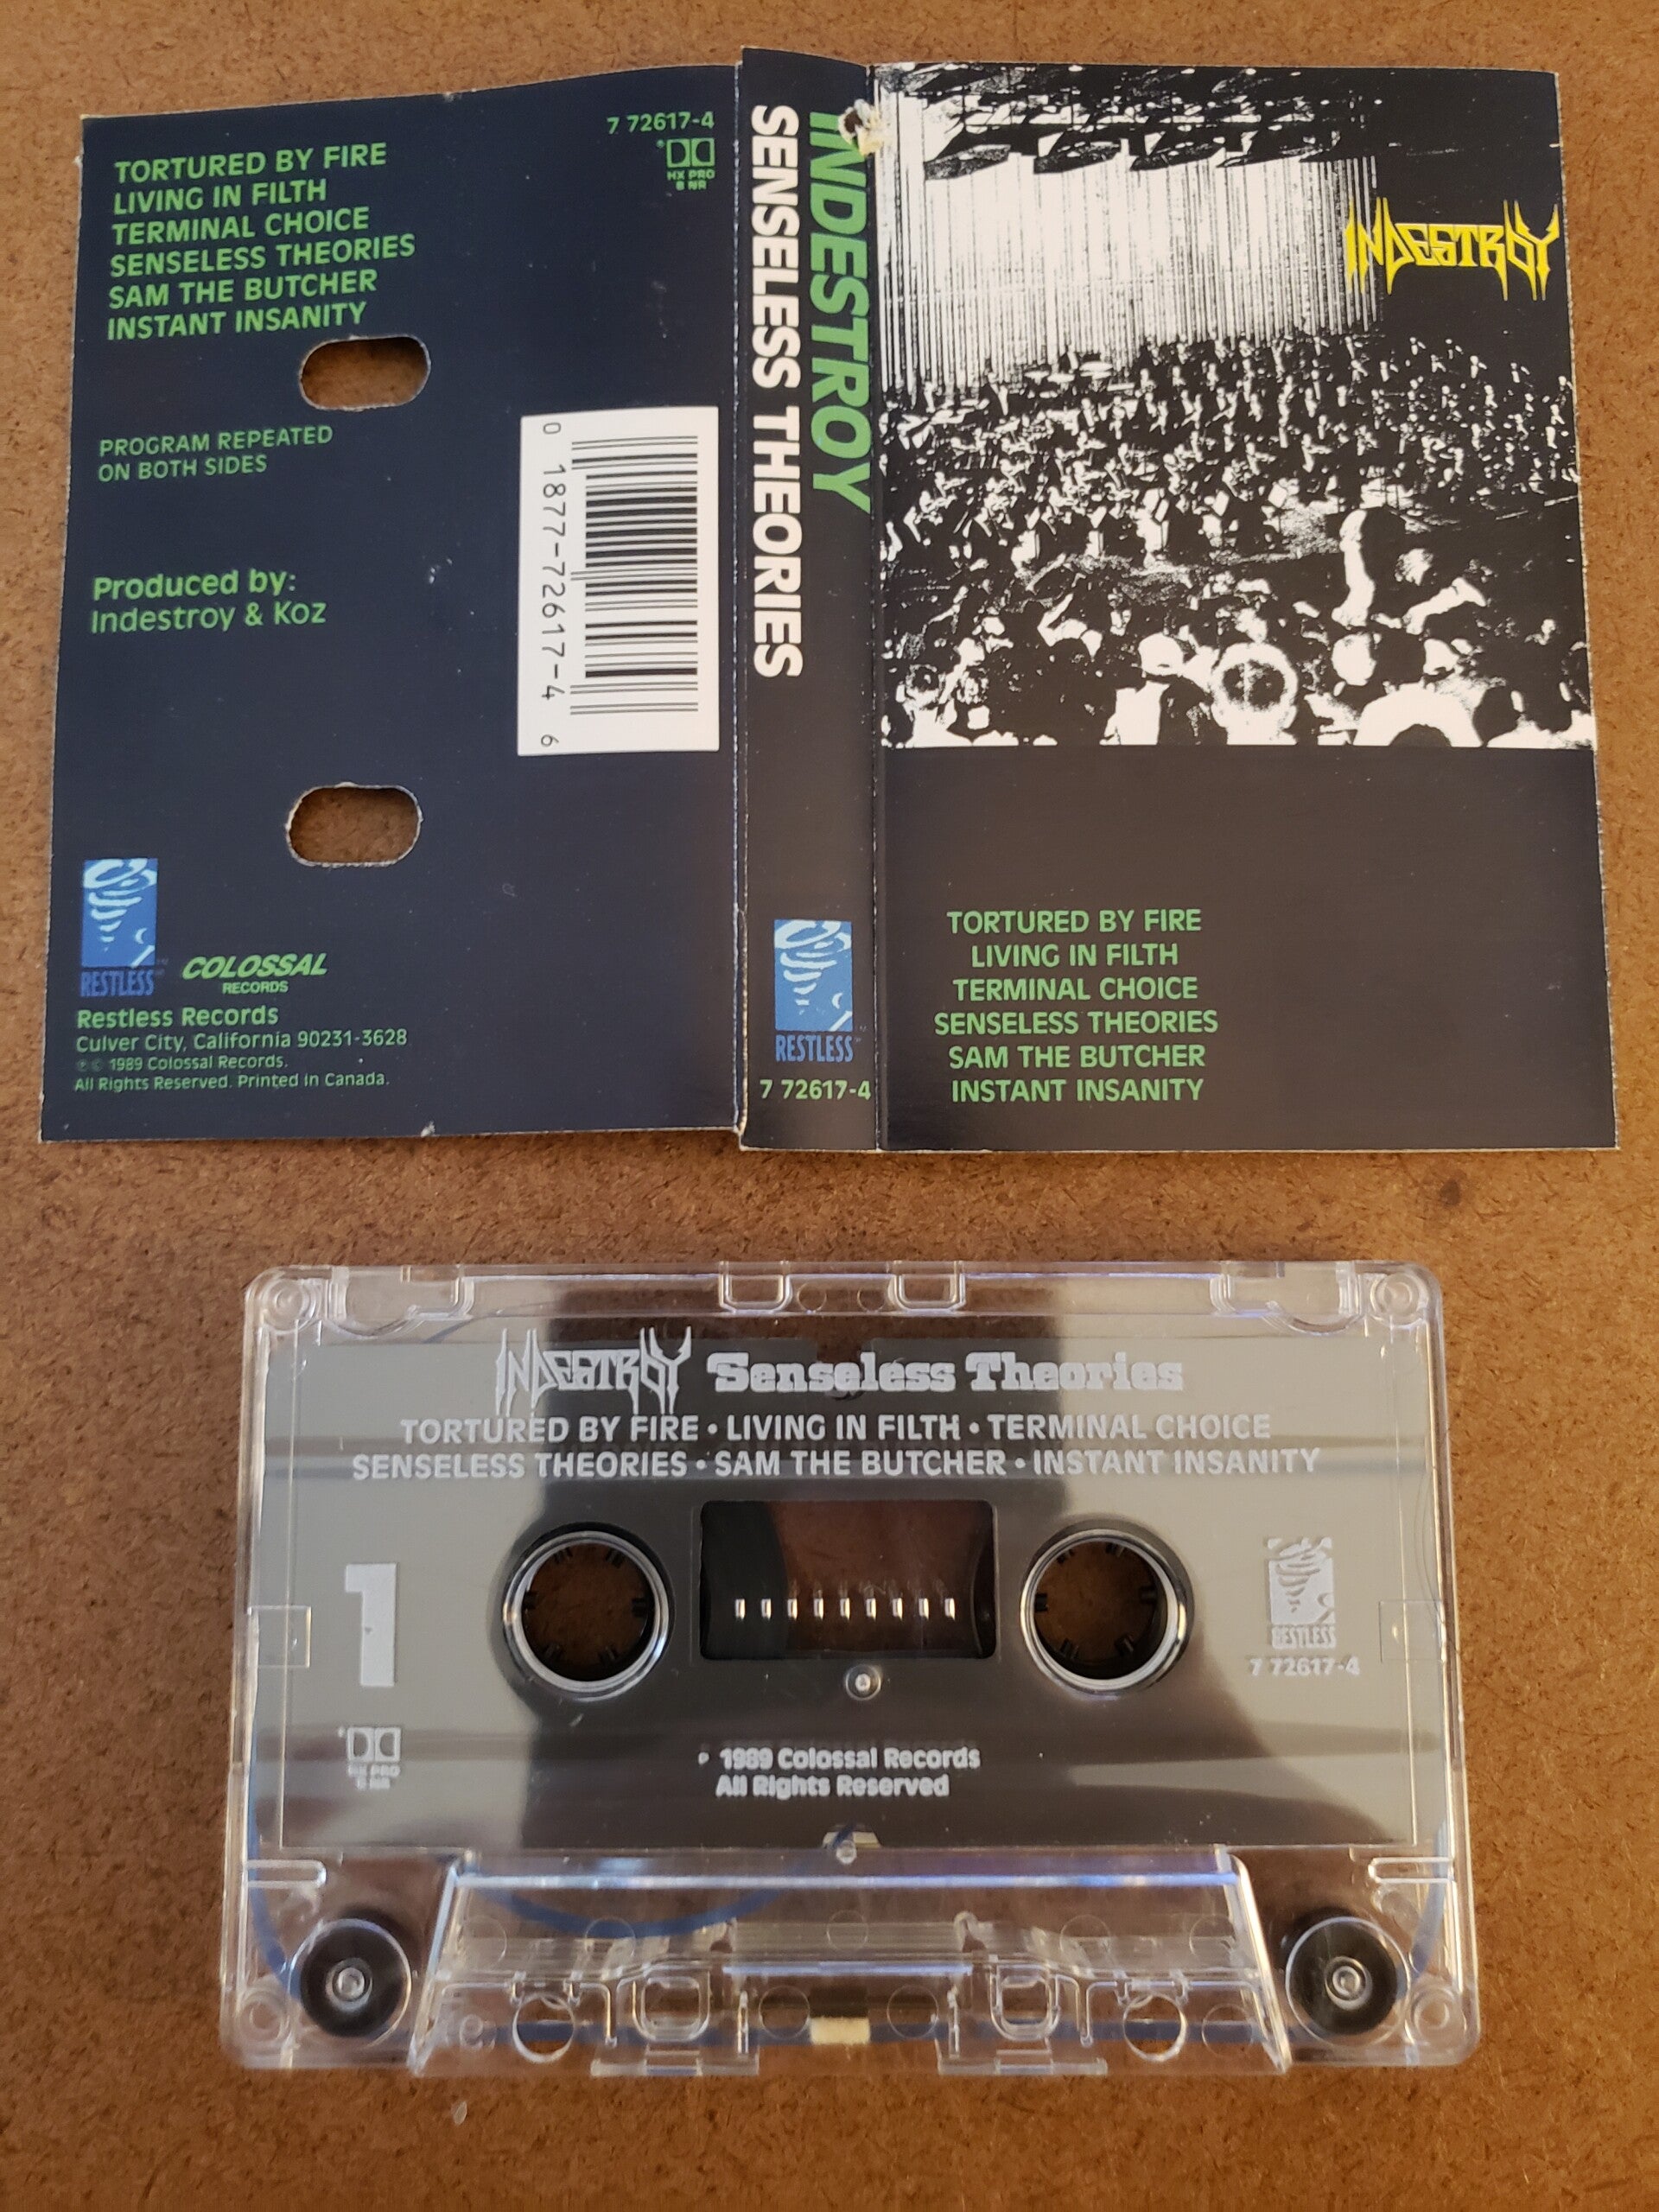 TORTURED BY FIRE
LIVING IN FILTH
TERMINAL CHOICE
SENSELESS THEORIES
SAM THE BUTCHER
INSTANT INSANITY
7 72617-4
HX PRO
B NR
PROGRAM REPEATED
ON BOTH SIDES
0 1877-72617-4 6
Produced by:
Indestroy & Koz
RESTLESS™
COLOSSAL
RECORDS
Restless Records
Culver City, California 90231-3628
℗ © 1989 Colossal Records.
All Rights Reserved. Printed in Canada.
INDESTROY
SENSELESS THEORIES
RESTLESS™
7 72617-4
INDESTROY
TORTURED BY FIRE
LIVING IN FILTH
TERMINAL CHOICE
SENSELESS THEORIES
SAM THE BUTCHER
INSTANT INSANITY
INDESTROY Senseless Theories
TORTURED BY FIRE • LIVING IN FILTH • TERMINAL CHOICE
SENSELESS THEORIES • SAM THE BUTCHER • INSTANT INSANITY
1
HX PRO
B NR
RESTLESS
7 72617-4
℗ 1989 Colossal Records
All Rights Reserved